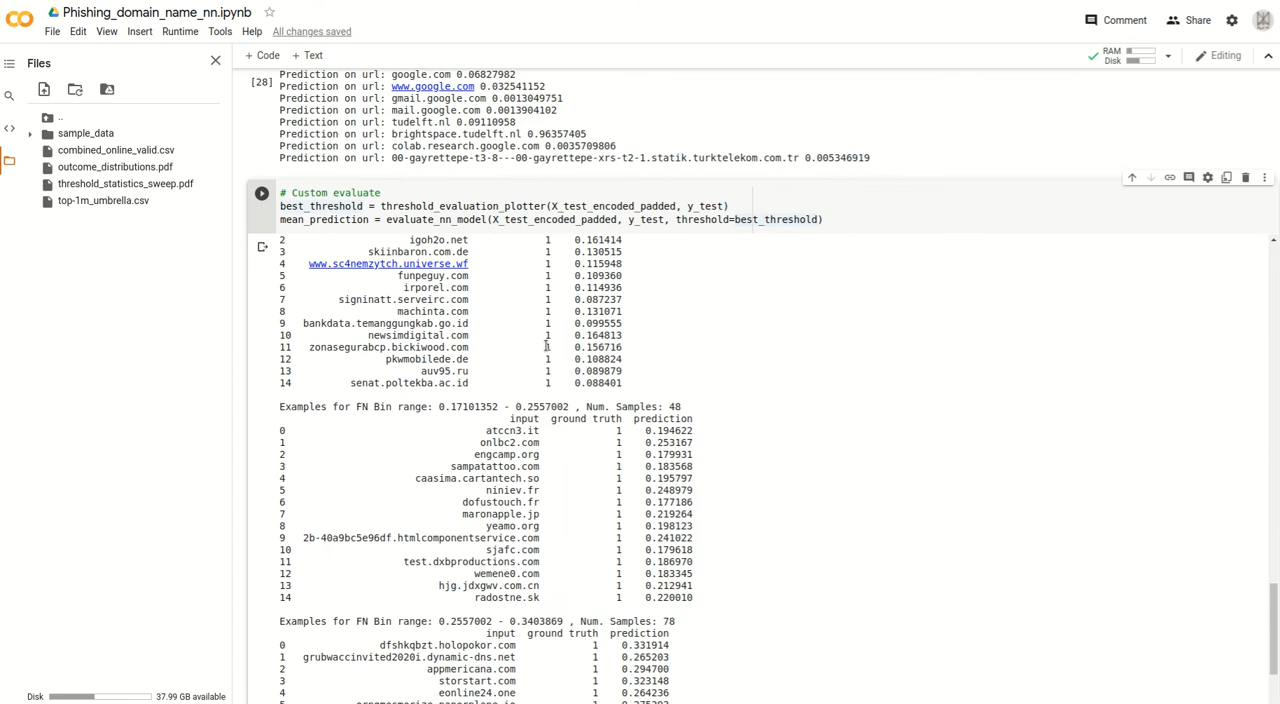 Phishing_domain_name_nn.ipynb
File Edit View Insert Runtime Tools Help All changes saved
Comment Share
Files
+ Code + Text
RAM
Disk
Editing
..
sample_data
combined_online_valid.csv
outcome_distributions.pdf
threshold_statistics_sweep.pdf
top-1m_umbrella.csv
Disk 37.99 GB available
[28]
Prediction on url: google.com 0.06827982
Prediction on url: www.google.com 0.032541152
Prediction on url: gmail.google.com 0.0013049751
Prediction on url: mail.google.com 0.0013904102
Prediction on url: tudelft.nl 0.09110958
Prediction on url: brightspace.tudelft.nl 0.96357405
Prediction on url: colab.research.google.com 0.0035709806
Prediction on url: 00-gayrettepe-t3-8---00-gayrettepe-xrs-t2-1.statik.turktelekom.com.tr 0.005346919
# Custom evaluate
best_threshold = threshold_evaluation_plotter(X_test_encoded_padded, y_test)
mean_prediction = evaluate_nn_model(X_test_encoded_padded, y_test, threshold=best_threshold)
2 igoh2o.net 1 0.161414
3 skiinbaron.com.de 1 0.130515
4 www.sc4nemzytch.universe.wf 1 0.115948
5 funpeguy.com 1 0.109360
6 irporel.com 1 0.114936
7 signinatt.serveirc.com 1 0.087237
8 machinta.com 1 0.131071
9 bankdata.temanggungkab.go.id 1 0.099555
10 newsimdigital.com 1 0.164813
11 zonasegurabcp.bickiwood.com 1 0.156716
12 pkwmobilede.de 1 0.108824
13 auv95.ru 1 0.089879
14 senat.poltekba.ac.id 1 0.088401
Examples for FN Bin range: 0.17101352 - 0.2557002 , Num. Samples: 48
input ground truth prediction
0 atccn3.it 1 0.194622
1 onlbc2.com 1 0.253167
2 engcamp.org 1 0.179931
3 sampatattoo.com 1 0.183568
4 caasima.cartantech.so 1 0.195797
5 niniev.fr 1 0.248979
6 dofustouch.fr 1 0.177186
7 maronapple.jp 1 0.219264
8 yeamo.org 1 0.198123
9 2b-40a9bc5e96df.htmlcomponentservice.com 1 0.241022
10 sjafc.com 1 0.179618
11 test.dxbproductions.com 1 0.186970
12 wemene0.com 1 0.183345
13 hjg.jdxgwv.com.cn 1 0.212941
14 radostne.sk 1 0.220010
Examples for FN Bin range: 0.2557002 - 0.3403869 , Num. Samples: 78
input ground truth prediction
0 dfshkqbzt.holopokor.com 1 0.331914
1 grubwaccinvited2020i.dynamic-dns.net 1 0.265203
2 appmericana.com 1 0.294700
3 storstart.com 1 0.323148
4 eonline24.one 1 0.264236